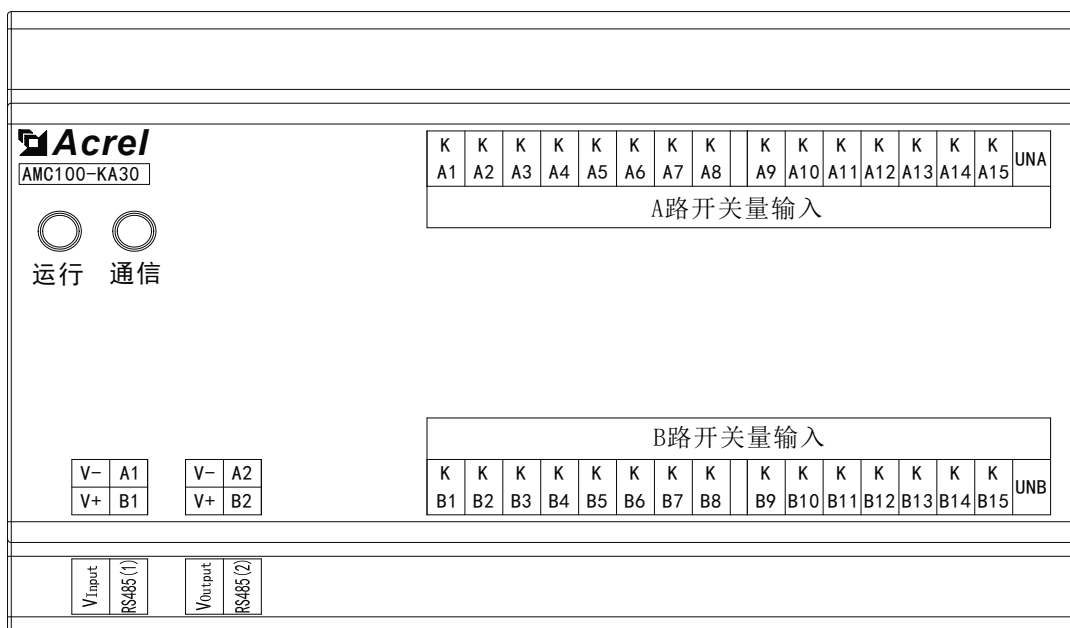 Acrel
AMC100-KA30
运行 通信
K K K K K K K K K K K K K K K UNA
A1 A2 A3 A4 A5 A6 A7 A8 A9 A10 A11 A12 A13 A14 A15
A路开关量输入
B路开关量输入
K K K K K K K K K K K K K K K UNB
B1 B2 B3 B4 B5 B6 B7 B8 B9 B10 B11 B12 B13 B14 B15
V- A1 V- A2
V+ B1 V+ B2
VInput RS485(1) VOutput RS485(2)